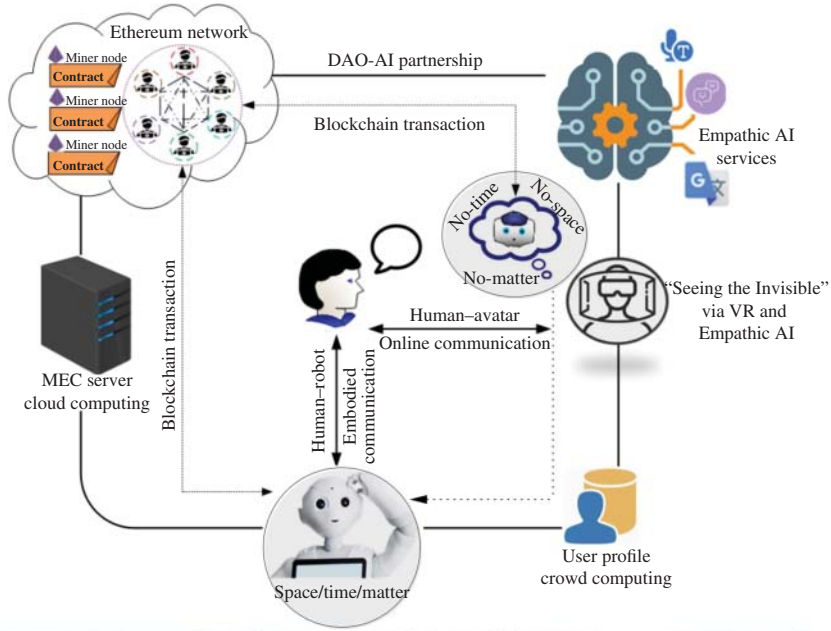 Ethereum network
Miner node
Contract
Miner node
Contract
Miner node
Contract
DAO-AI partnership
Blockchain transaction
T
G
文
Empathic AI
services
No-time
No-space
No-matter
"Seeing the Invisible"
via VR and
Empathic AI
Human–avatar
Online communication
MEC server
cloud computing
Blockchain transaction
Human–robot
Embodied
communication
User profile
crowd computing
Space/time/matter